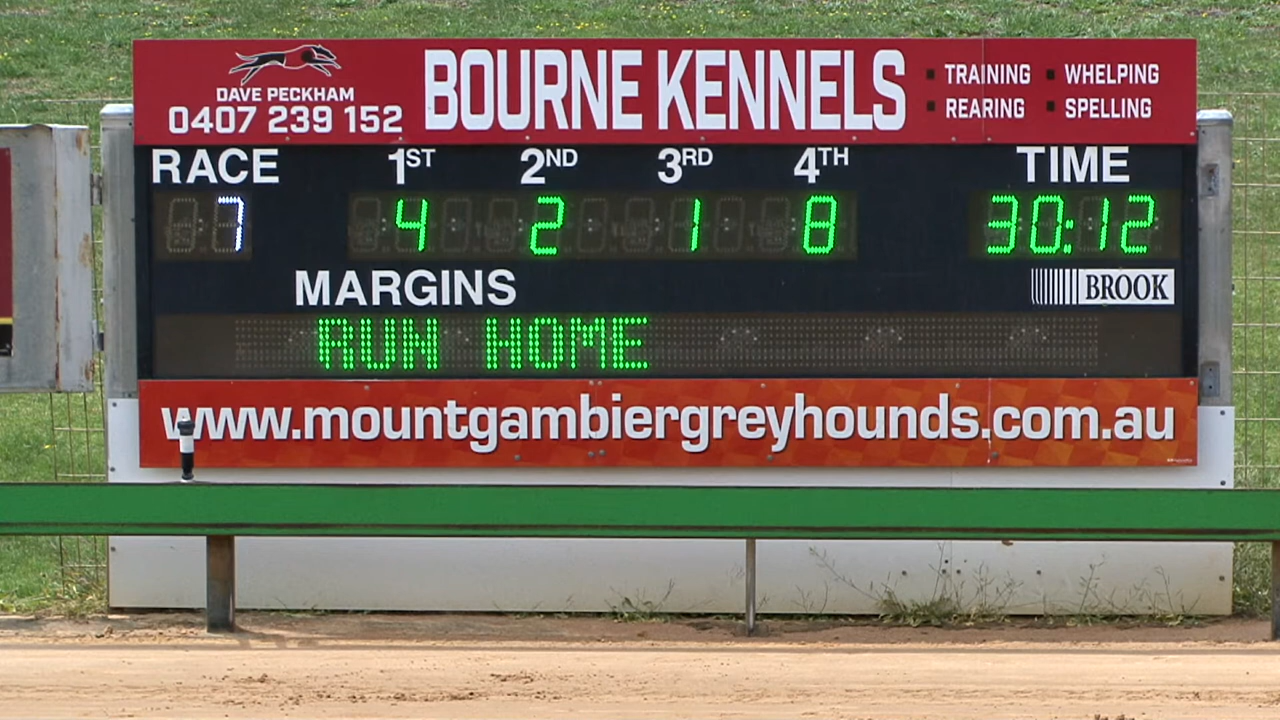 DAVE PECKHAM
0407 239 152
BOURNE KENNELS
▪ TRAINING ▪ WHELPING
▪ REARING ▪ SPELLING
RACE 1ST 2ND 3RD 4TH TIME
7 4 2 1 8 30:12
MARGINS
BROOK
RUN HOME
www.mountgambiergreyhounds.com.au